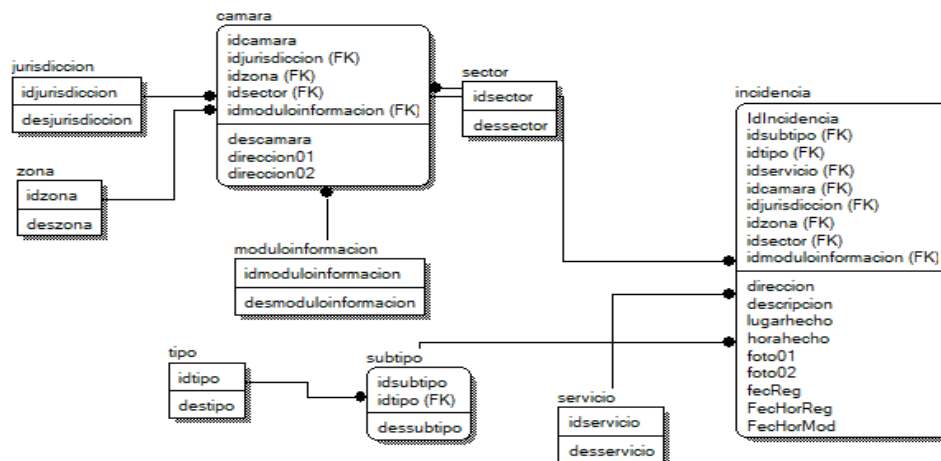 camara
idcamara
idjurisdiccion (FK)
idzona (FK)
idsector (FK)
idmoduloinformacion (FK)
descamara
direccion01
direccion02
jurisdiccion
idjurisdiccion
desjurisdiccion
zona
idzona
deszona
sector
idsector
dessector
moduloinformacion
idmoduloinformacion
desmoduloinformacion
incidencia
IdIncidencia
idsubtipo (FK)
idtipo (FK)
idservicio (FK)
idcamara (FK)
idjurisdiccion (FK)
idzona (FK)
idsector (FK)
idmoduloinformacion (FK)
direccion
descripcion
lugarhecho
horahecho
foto01
foto02
fecReg
FecHorReg
FecHorMod
tipo
idtipo
destipo
subtipo
idsubtipo
idtipo (FK)
dessubtipo
servicio
idservicio
desservicio